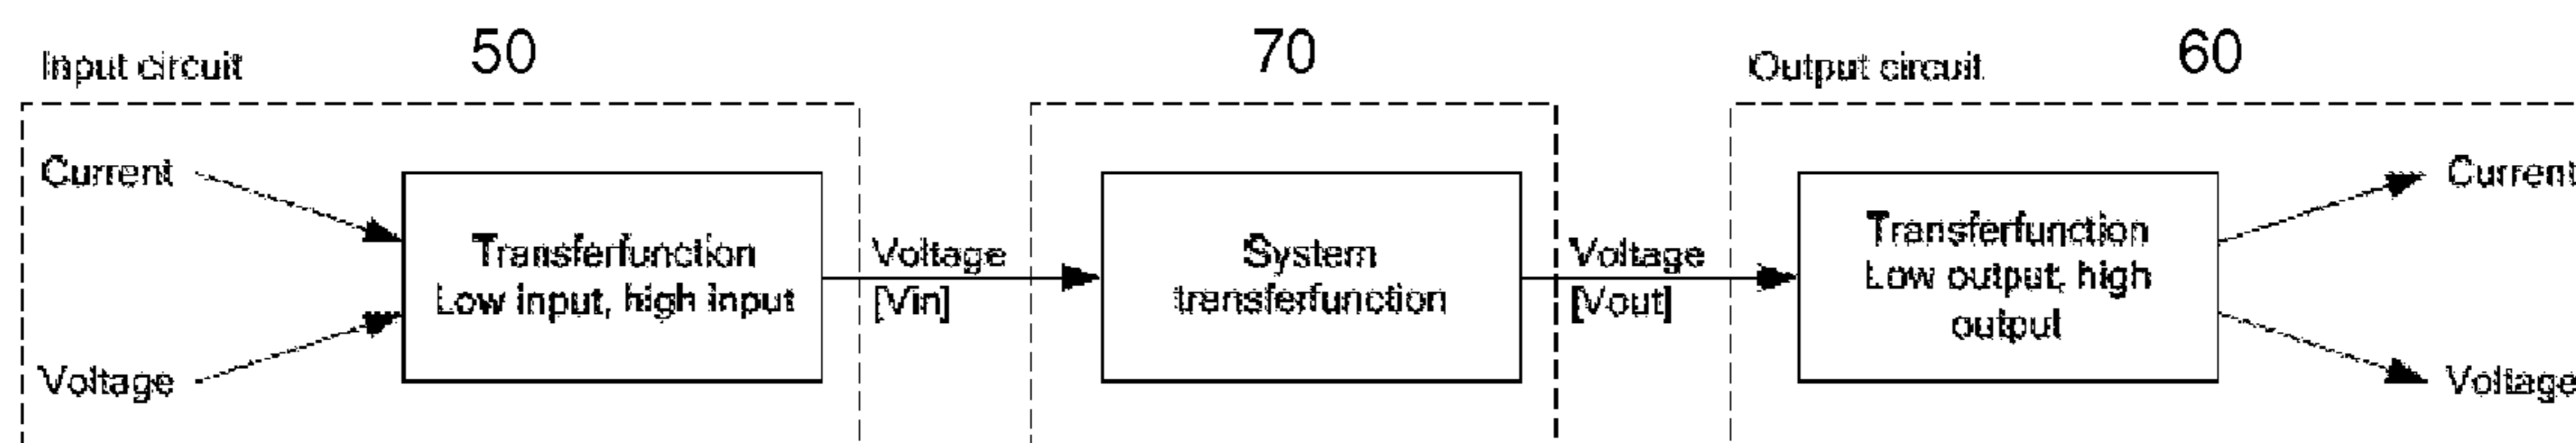 Input circuit
50
70
Output circuit
60
Current
Voltage
Transferfunction
Low input, high input
Voltage
[Vin]
System
transferfunction
Voltage
[Vout]
Transferfunction
Low output, high
output
Current
Voltage